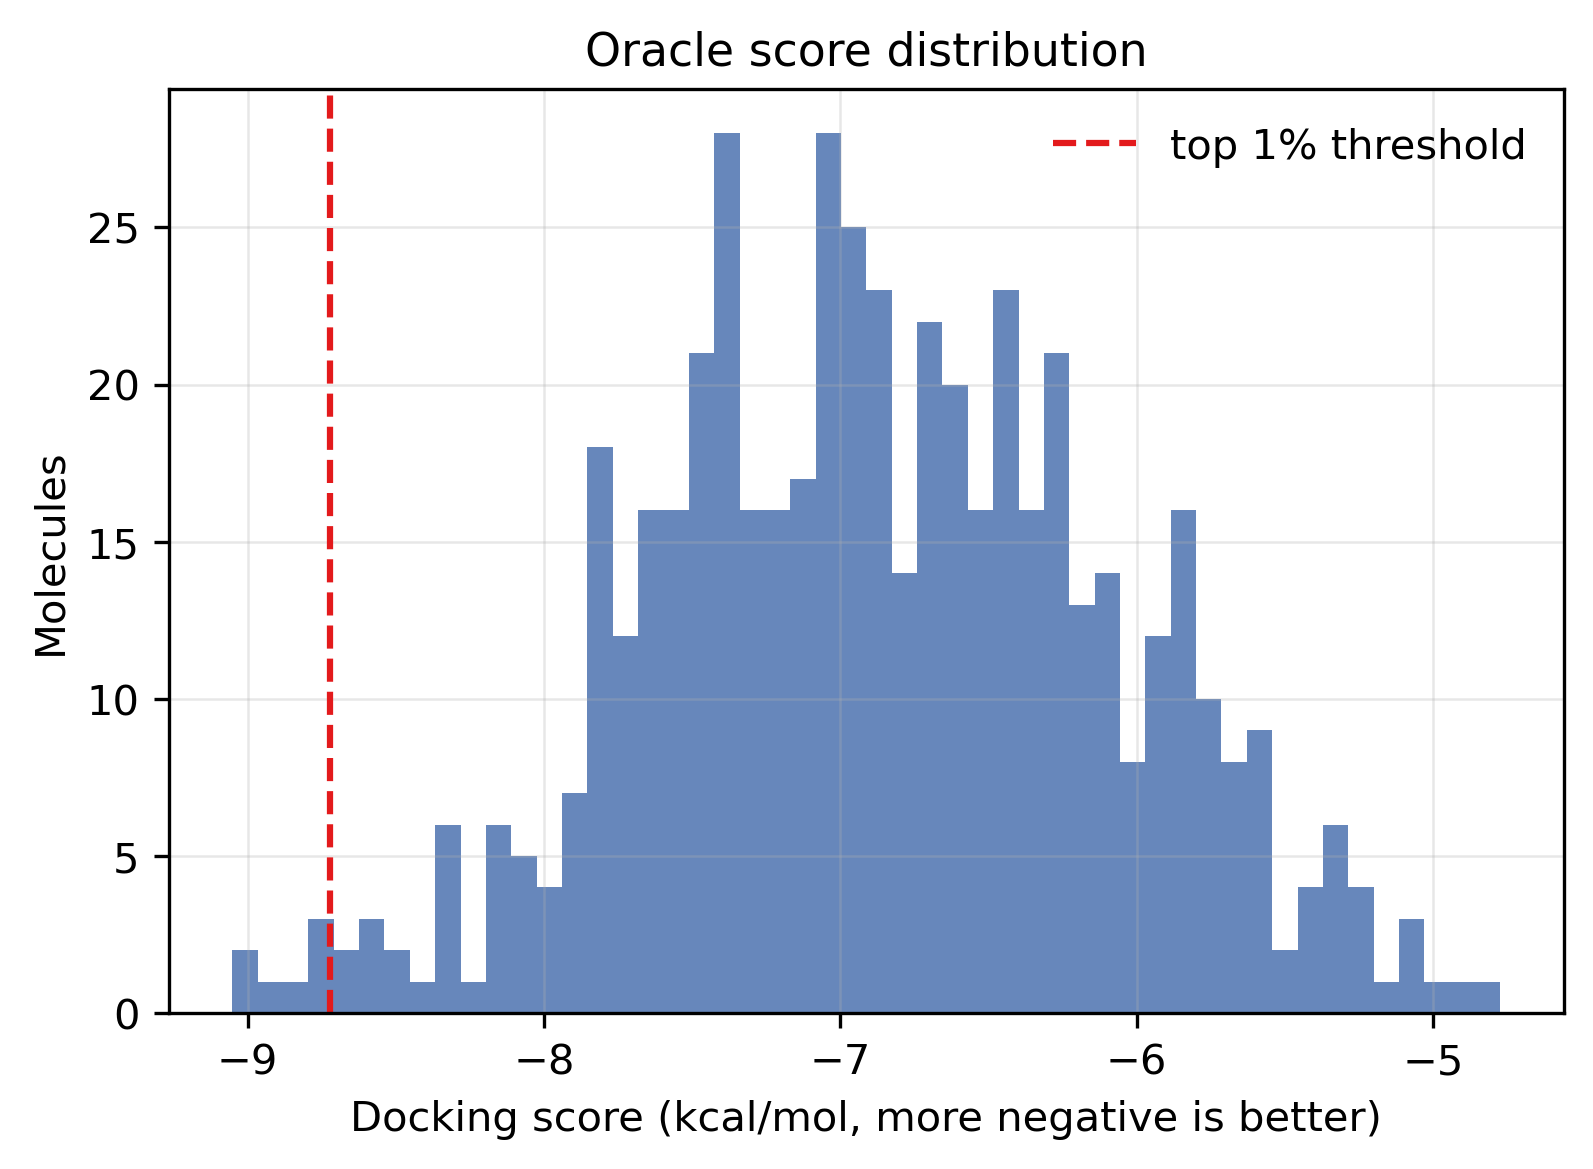 Oracle score distribution
top 1% threshold
Molecules
25
20
15
10
5
0
−9 −8 −7 −6 −5
Docking score (kcal/mol, more negative is better)